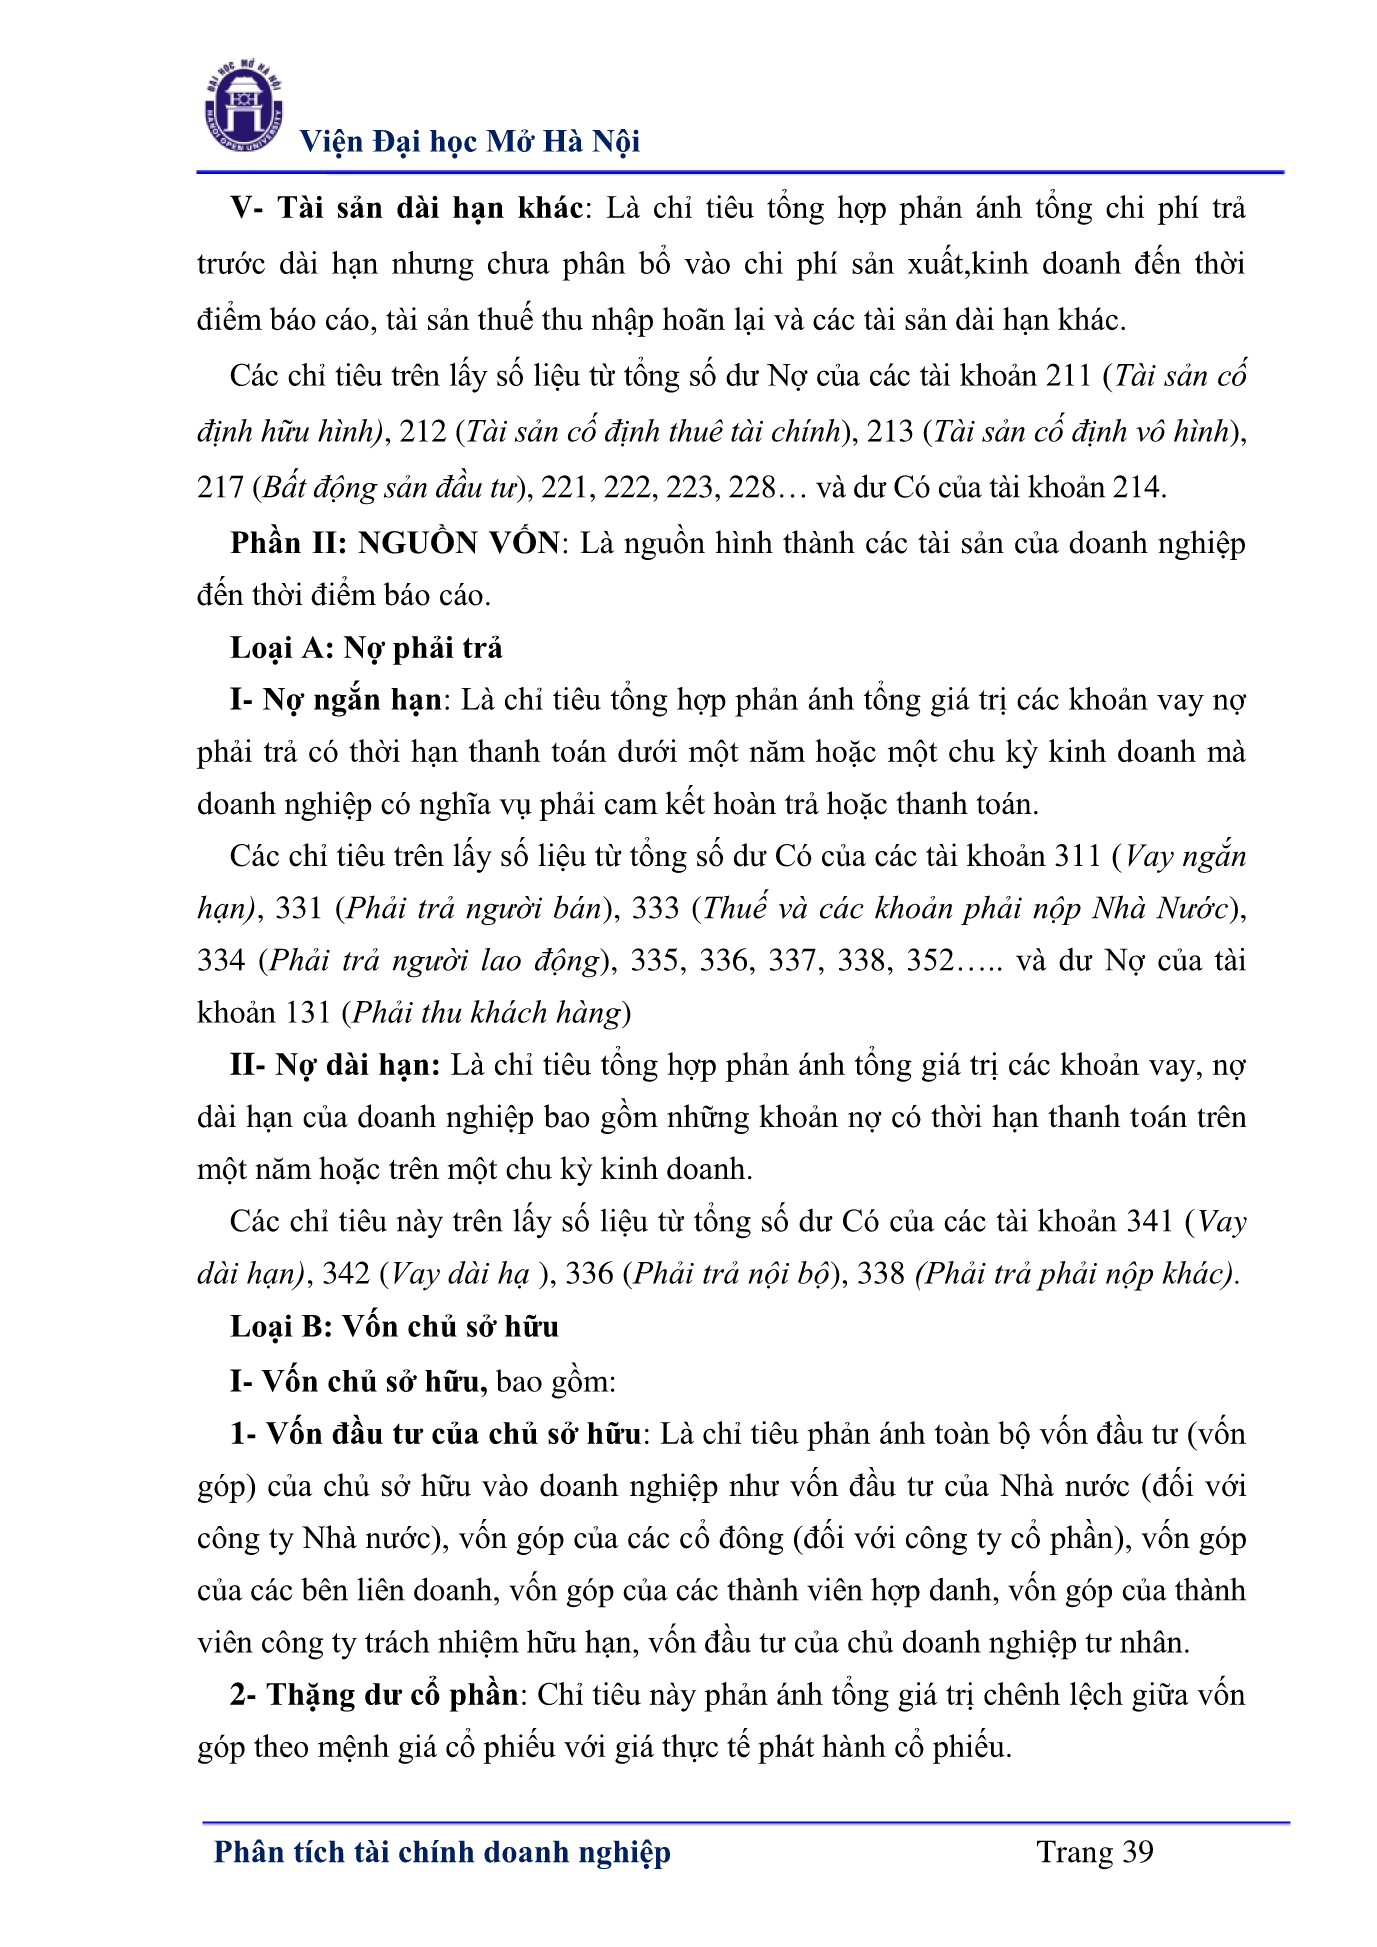 ĐẠI HỌC MỞ HÀ NỘI
HANOI OPEN UNIVERSITY
Viện Đại học Mở Hà Nội
V- Tài sản dài hạn khác: Là chỉ tiêu tổng hợp phản ánh tổng chi phí trả
trước dài hạn nhưng chưa phân bổ vào chi phí sản xuất,kinh doanh đến thời
điểm báo cáo, tài sản thuế thu nhập hoãn lại và các tài sản dài hạn khác.
Các chỉ tiêu trên lấy số liệu từ tổng số dư Nợ của các tài khoản 211 (Tài sản cố
định hữu hình), 212 (Tài sản cố định thuê tài chính), 213 (Tài sản cố định vô hình),
217 (Bất động sản đầu tư), 221, 222, 223, 228… và dư Có của tài khoản 214.
Phần II: NGUỒN VỐN: Là nguồn hình thành các tài sản của doanh nghiệp
đến thời điểm báo cáo.
Loại A: Nợ phải trả
I- Nợ ngắn hạn: Là chỉ tiêu tổng hợp phản ánh tổng giá trị các khoản vay nợ
phải trả có thời hạn thanh toán dưới một năm hoặc một chu kỳ kinh doanh mà
doanh nghiệp có nghĩa vụ phải cam kết hoàn trả hoặc thanh toán.
Các chỉ tiêu trên lấy số liệu từ tổng số dư Có của các tài khoản 311 (Vay ngắn
hạn), 331 (Phải trả người bán), 333 (Thuế và các khoản phải nộp Nhà Nước),
334 (Phải trả người lao động), 335, 336, 337, 338, 352….. và dư Nợ của tài
khoản 131 (Phải thu khách hàng)
II- Nợ dài hạn: Là chỉ tiêu tổng hợp phản ánh tổng giá trị các khoản vay, nợ
dài hạn của doanh nghiệp bao gồm những khoản nợ có thời hạn thanh toán trên
một năm hoặc trên một chu kỳ kinh doanh.
Các chỉ tiêu này trên lấy số liệu từ tổng số dư Có của các tài khoản 341 (Vay
dài hạn), 342 (Vay dài hạ ), 336 (Phải trả nội bộ), 338 (Phải trả phải nộp khác).
Loại B: Vốn chủ sở hữu
I- Vốn chủ sở hữu, bao gồm:
1- Vốn đầu tư của chủ sở hữu: Là chỉ tiêu phản ánh toàn bộ vốn đầu tư (vốn
góp) của chủ sở hữu vào doanh nghiệp như vốn đầu tư của Nhà nước (đối với
công ty Nhà nước), vốn góp của các cổ đông (đối với công ty cổ phần), vốn góp
của các bên liên doanh, vốn góp của các thành viên hợp danh, vốn góp của thành
viên công ty trách nhiệm hữu hạn, vốn đầu tư của chủ doanh nghiệp tư nhân.
2- Thặng dư cổ phần: Chỉ tiêu này phản ánh tổng giá trị chênh lệch giữa vốn
góp theo mệnh giá cổ phiếu với giá thực tế phát hành cổ phiếu.
Phân tích tài chính doanh nghiệp Trang 39